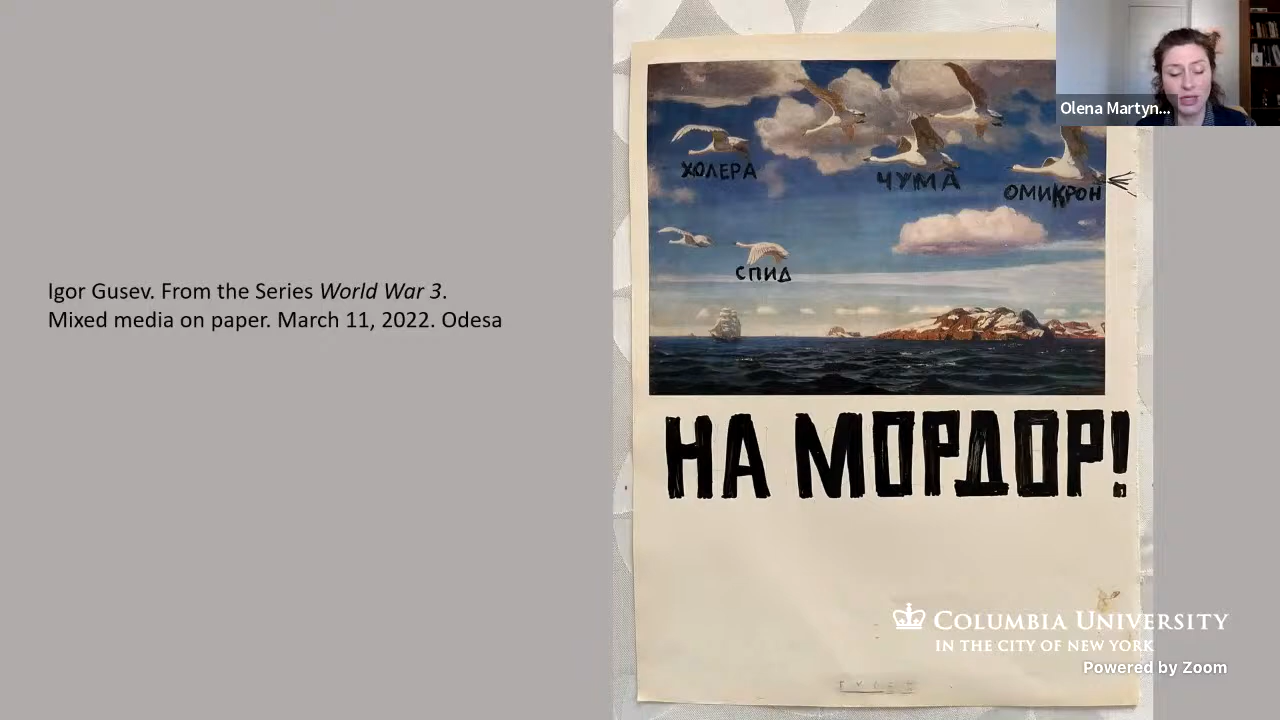 Igor Gusev. From the Series World War 3.
Mixed media on paper. March 11, 2022. Odesa
Olena Martyn...
ХОЛЕРА
ЧУМА
ОМИКРОН
СПИД
НА МОРДОР!
COLUMBIA UNIVERSITY
IN THE CITY OF NEW YORK
Powered by Zoom